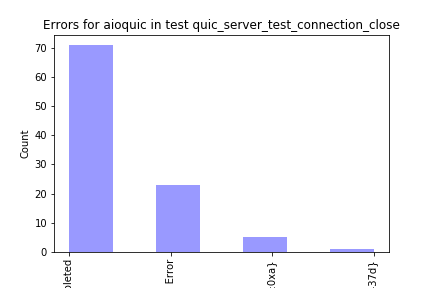 Errors for aioquic in test quic_server_test_connection_close
Count
70
60
50
40
30
20
10
0
pleted
Error
:0xa}
37d}